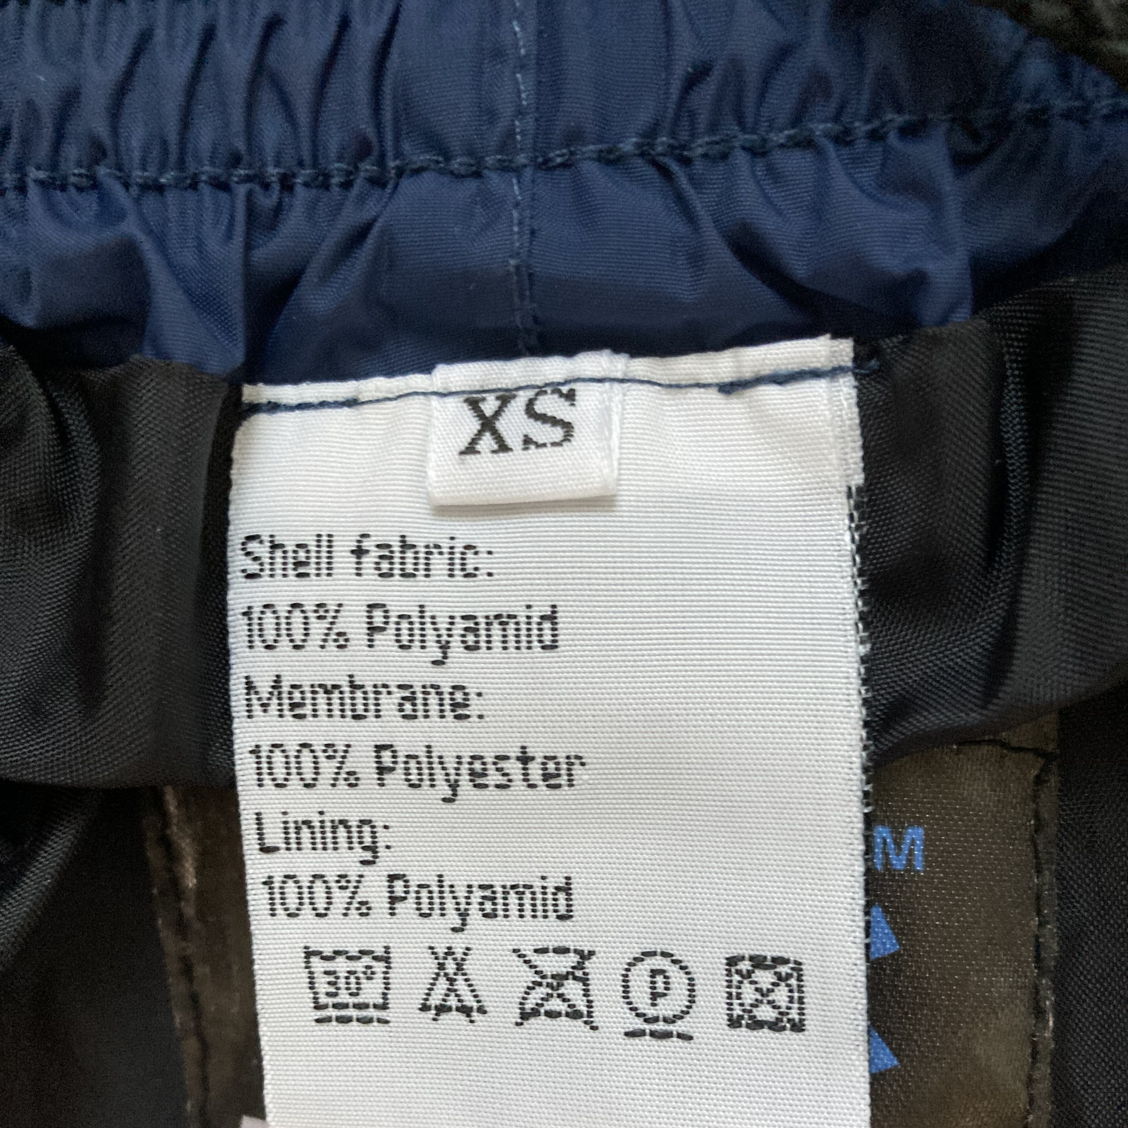 XS
Shell fabric:
100% Polyamid
Membrane:
100% Polyester
Lining:
100% Polyamid
30°
P
M